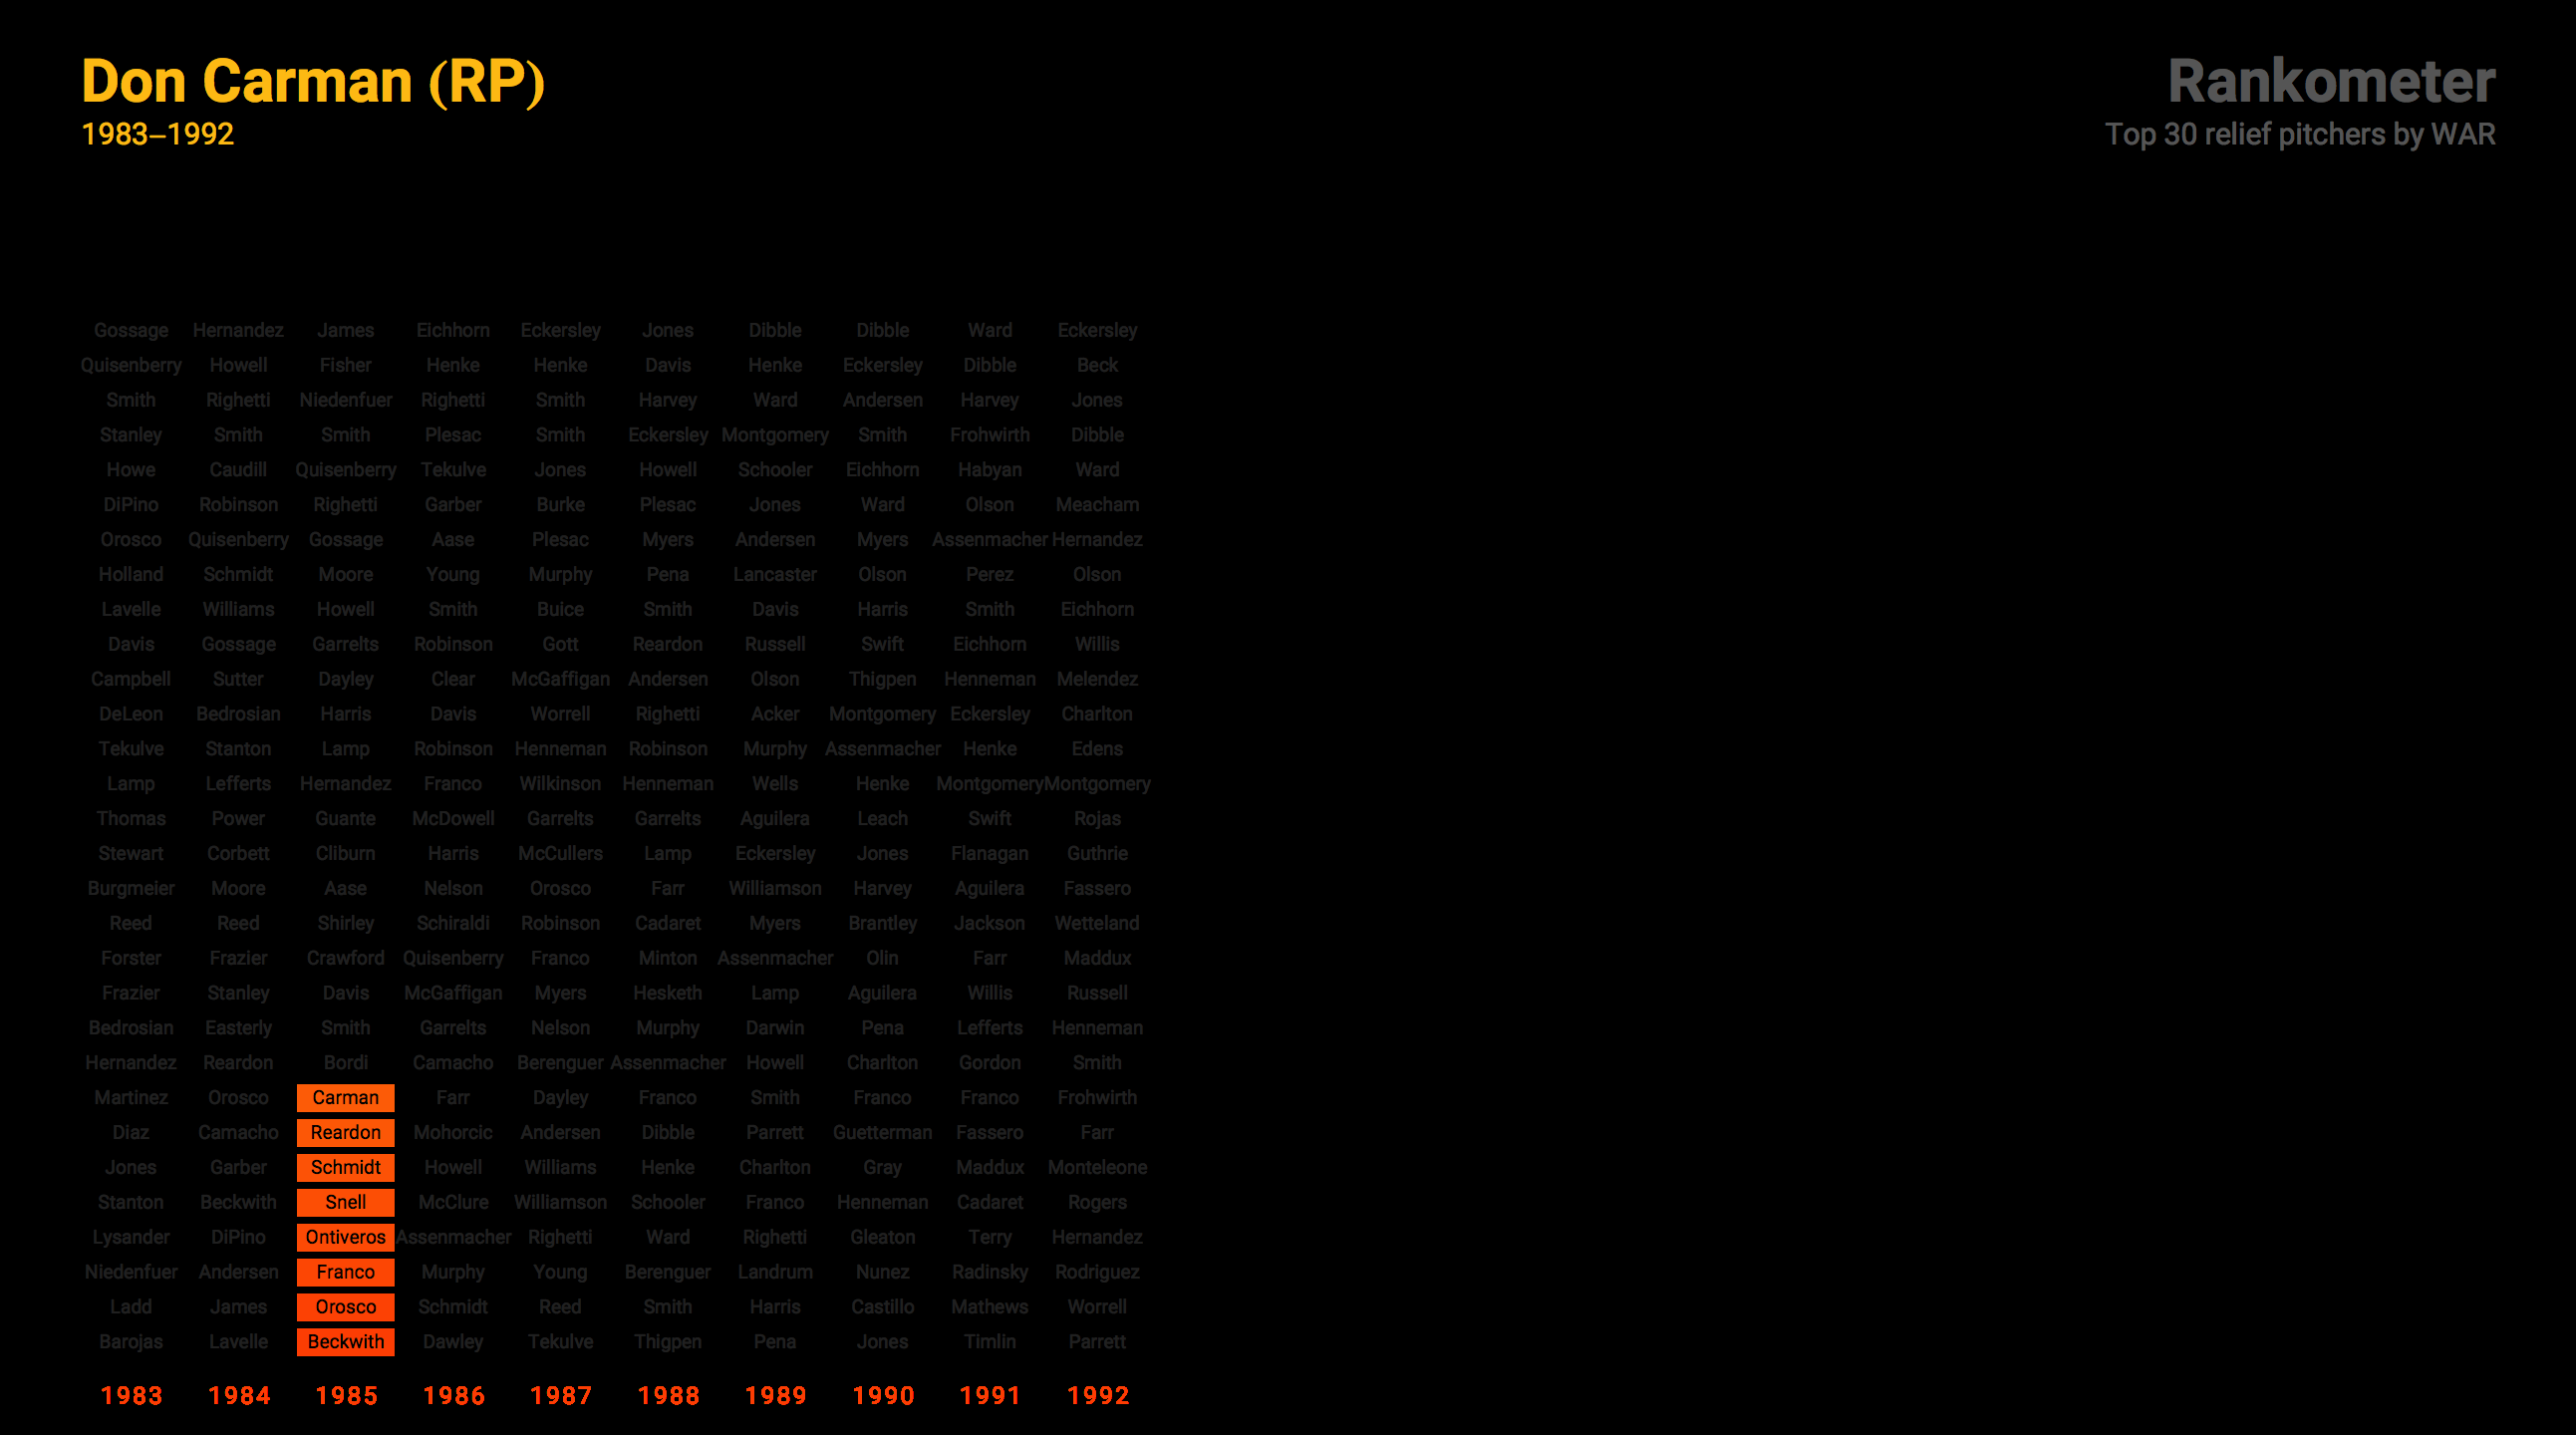 Don Carman (RP)
1983–1992
Rankometer
Top 30 relief pitchers by WAR
Gossage Hernandez James Eichhorn Eckersley Jones Dibble Dibble Ward Eckersley
Quisenberry Howell Fisher Henke Henke Davis Henke Eckersley Dibble Beck
Smith Righetti Niedenfuer Righetti Smith Harvey Ward Andersen Harvey Jones
Stanley Smith Smith Plesac Smith Eckersley Montgomery Smith Frohwirth Dibble
Howe Caudill Quisenberry Tekulve Jones Howell Schooler Eichhorn Habyan Ward
DiPino Robinson Righetti Garber Burke Plesac Jones Ward Olson Meacham
Orosco Quisenberry Gossage Aase Plesac Myers Andersen Myers Assenmacher Hernandez
Holland Schmidt Moore Young Murphy Pena Lancaster Olson Perez Olson
Lavelle Williams Howell Smith Buice Smith Davis Harris Smith Eichhorn
Davis Gossage Garrelts Robinson Gott Reardon Russell Swift Eichhorn Willis
Campbell Sutter Dayley Clear McGaffigan Andersen Olson Thigpen Henneman Melendez
DeLeon Bedrosian Harris Davis Worrell Righetti Acker Montgomery Eckersley Charlton
Tekulve Stanton Lamp Robinson Henneman Robinson Murphy Assenmacher Henke Edens
Lamp Lefferts Hernandez Franco Wilkinson Henneman Wells Henke Montgomery Montgomery
Thomas Power Guante McDowell Garrelts Garrelts Aguilera Leach Swift Rojas
Stewart Corbett Cliburn Harris McCullers Lamp Eckersley Jones Flanagan Guthrie
Burgmeier Moore Aase Nelson Orosco Farr Williamson Harvey Aguilera Fassero
Reed Reed Shirley Schiraldi Robinson Cadaret Myers Brantley Jackson Wetteland
Forster Frazier Crawford Quisenberry Franco Minton Assenmacher Olin Farr Maddux
Frazier Stanley Davis McGaffigan Myers Hesketh Lamp Aguilera Willis Russell
Bedrosian Easterly Smith Garrelts Nelson Murphy Darwin Pena Lefferts Henneman
Hernandez Reardon Bordi Camacho Berenguer Assenmacher Howell Charlton Gordon Smith
Martinez Orosco Carman Farr Dayley Franco Smith Franco Franco Frohwirth
Diaz Camacho Reardon Mohorcic Andersen Dibble Parrett Guetterman Fassero Farr
Jones Garber Schmidt Howell Williams Henke Charlton Gray Maddux Monteleone
Stanton Beckwith Snell McClure Williamson Schooler Franco Henneman Cadaret Rogers
Lysander DiPino Ontiveros Assenmacher Righetti Ward Righetti Gleaton Terry Hernandez
Niedenfuer Andersen Franco Murphy Young Berenguer Landrum Nunez Radinsky Rodriguez
Ladd James Orosco Schmidt Reed Smith Harris Castillo Mathews Worrell
Barojas Lavelle Beckwith Dawley Tekulve Thigpen Pena Jones Timlin Parrett
1983 1984 1985 1986 1987 1988 1989 1990 1991 1992